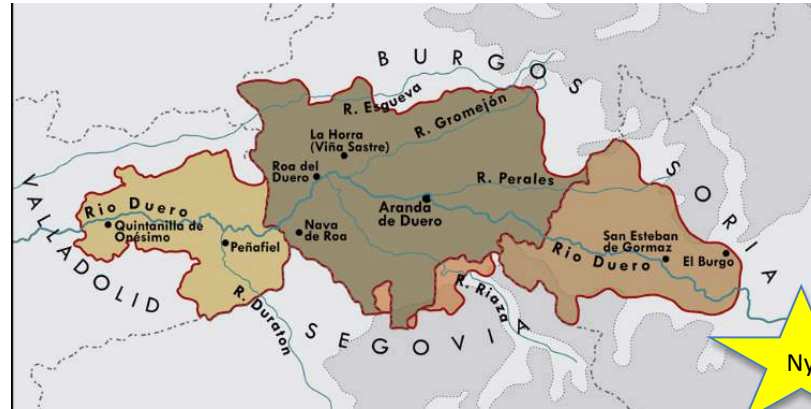 BURGOS
R. Esgueva
R. Gromejón
La Horra
(Viña Sastre)
Roa del
Duero
R. Perales
SORIA
VALLADOLID
Rio Duero
Quintanilla de
Onésimo
Aranda
de Duero
Nava
de Roa
Peñafiel
San Esteban
de Gormaz
El Burgo
Rio Duero
R. Riaza
R. Duratón
SEGOVIA
Ny